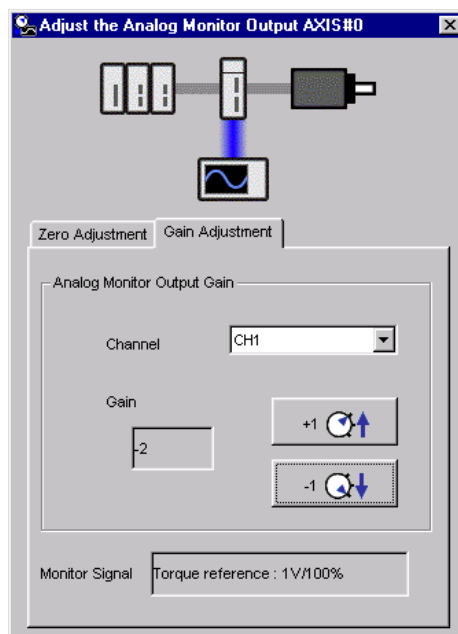 Adjust the Analog Monitor Output AXIS#0
Zero Adjustment
Gain Adjustment
Analog Monitor Output Gain
Channel
CH1
Gain
-2
+1
-1
Monitor Signal
Torque reference : 1V/100%